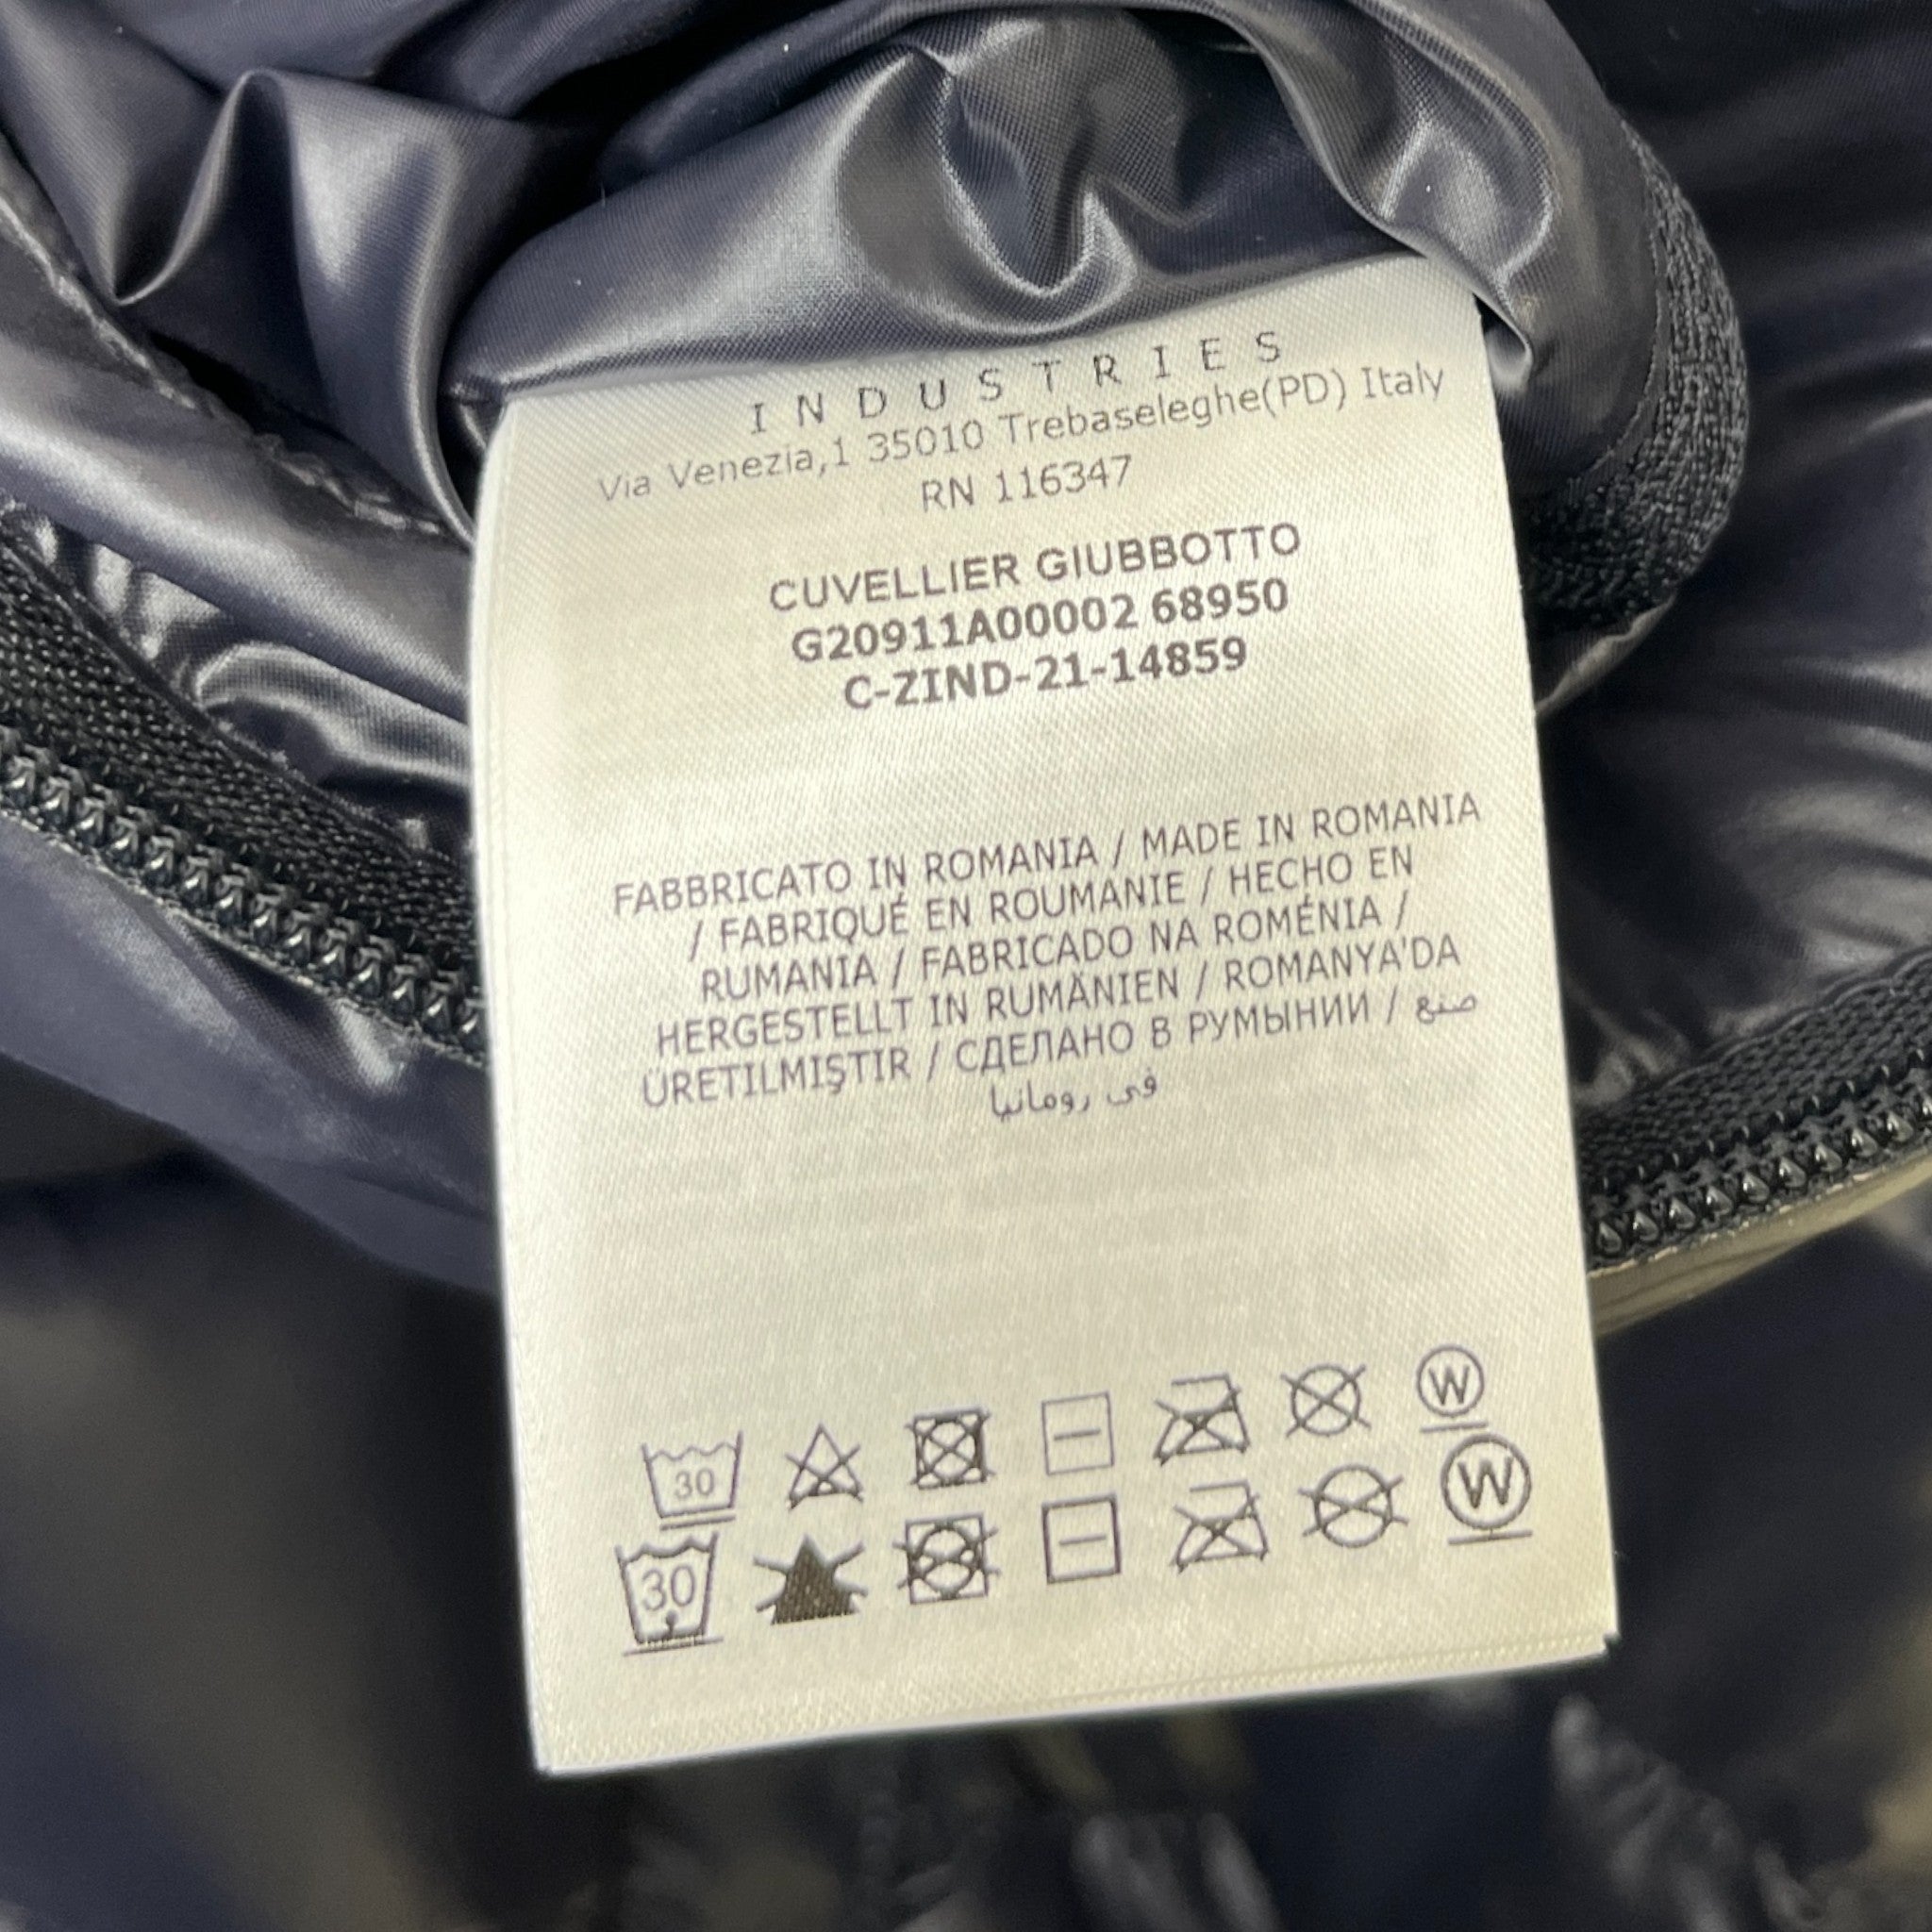 INDUSTRIES
Via Venezia,1 35010 Trebaseleghe(PD) Italy
RN 116347
CUVELLIER GIUBBOTTO
G20911A00002 68950
C-ZIND-21-14859
FABBRICATO IN ROMANIA / MADE IN ROMANIA
/ FABRIQUÉ EN ROUMANIE / HECHO EN
RUMANIA / FABRICADO NA ROMÉNIA /
HERGESTELLT IN RUMÄNIEN / ROMANYA'DA
ÜRETILMIŞTIR / СДЕЛАНО В РУМЫНИИ / صنع
في رومانيا
30 W
30 W